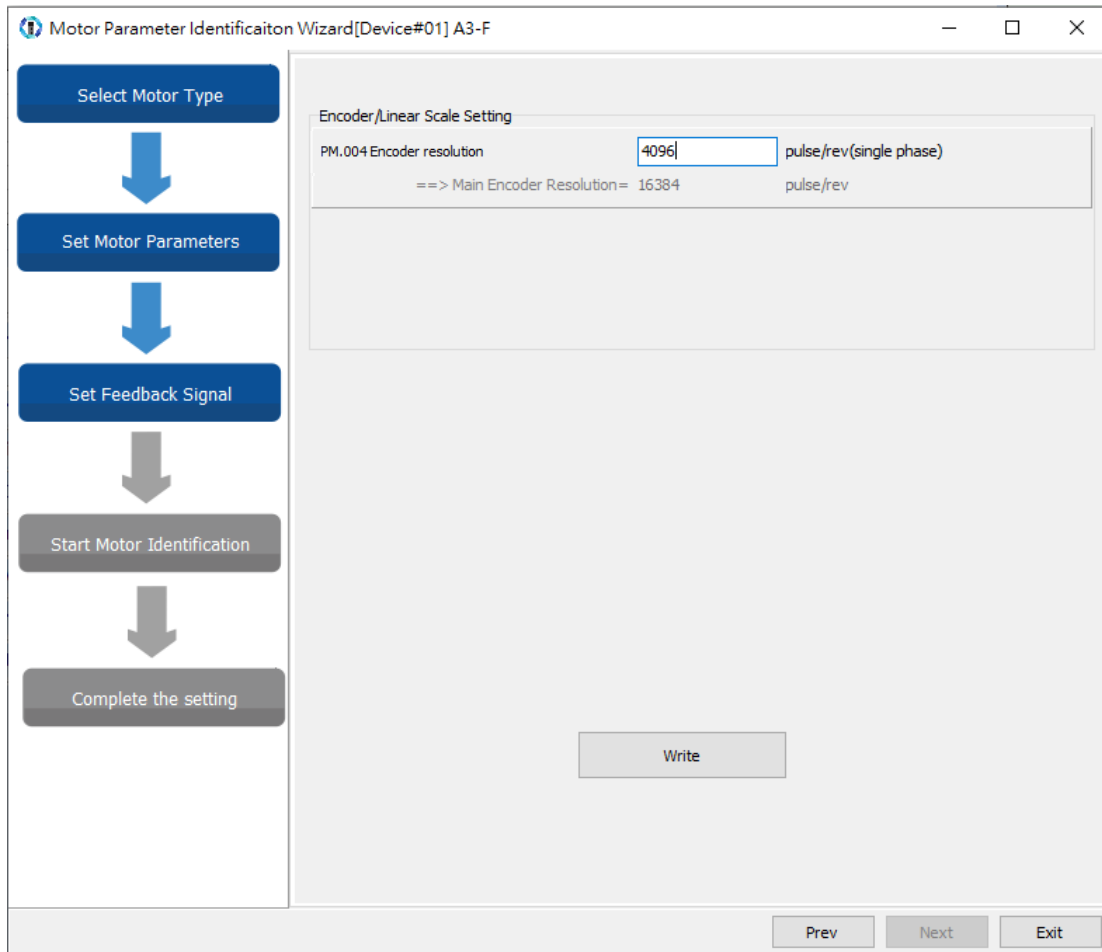 Motor Parameter Identificaiton Wizard[Device#01] A3-F
Select Motor Type
Set Motor Parameters
Set Feedback Signal
Start Motor Identification
Complete the setting
Encoder/Linear Scale Setting
PM.004 Encoder resolution 4096 pulse/rev(single phase)
==> Main Encoder Resolution= 16384 pulse/rev
Write
Prev Next Exit